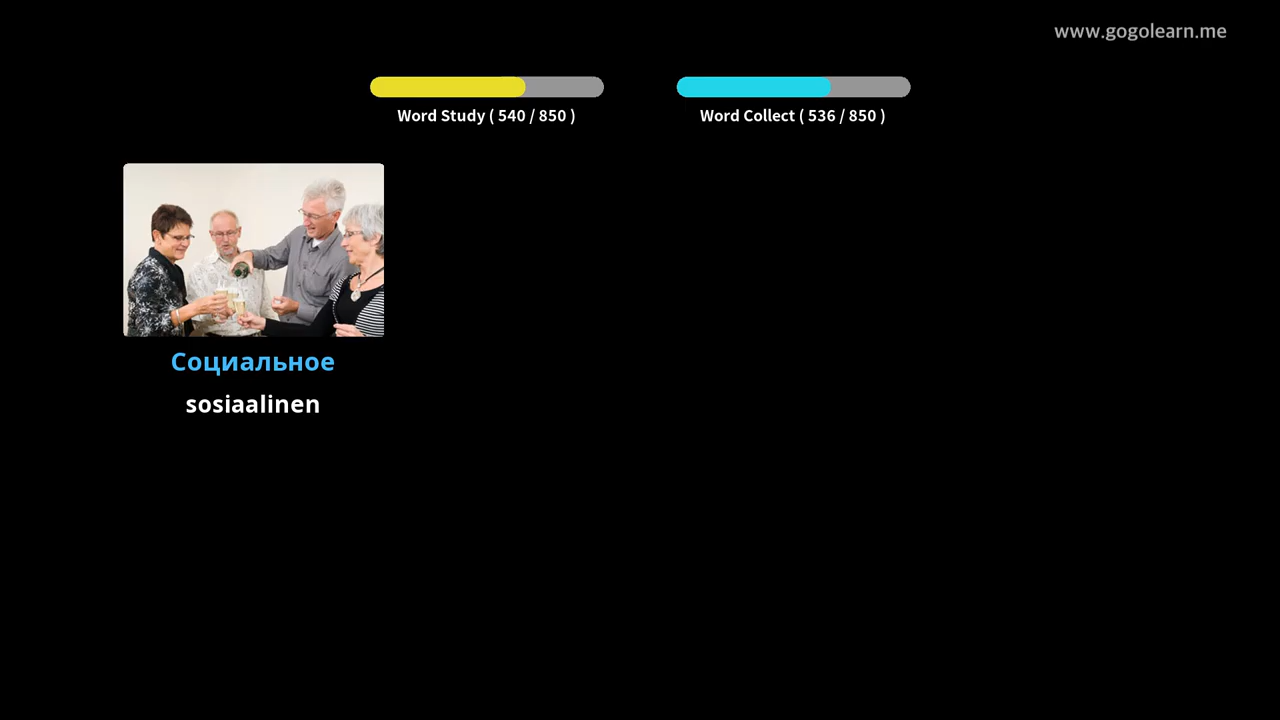 www.gogolearn.me
Word Study ( 540 / 850 )
Word Collect ( 536 / 850 )
Социальное
sosiaalinen